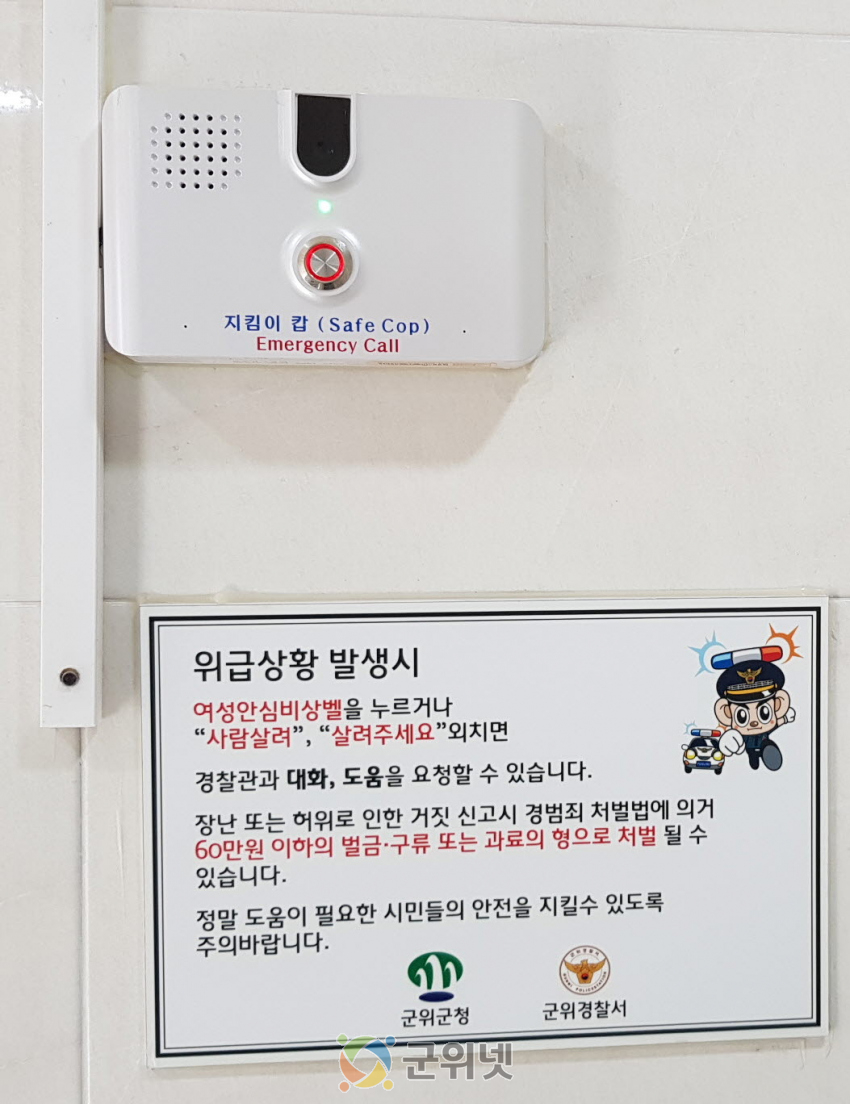 지킴이 캅 (Safe Cop)
Emergency Call
위급상황 발생시
여성안심비상벨을 누르거나
“사람살려”, “살려주세요”외치면
경찰관과 대화, 도움을 요청할 수 있습니다.
장난 또는 허위로 인한 거짓 신고시 경범죄 처벌법에 의거
60만원 이하의 벌금·구류 또는 과료의 형으로 처벌 될 수
있습니다.
정말 도움이 필요한 시민들의 안전을 지킬수 있도록
주의바랍니다.
군위군청
군위경찰서
군위넷